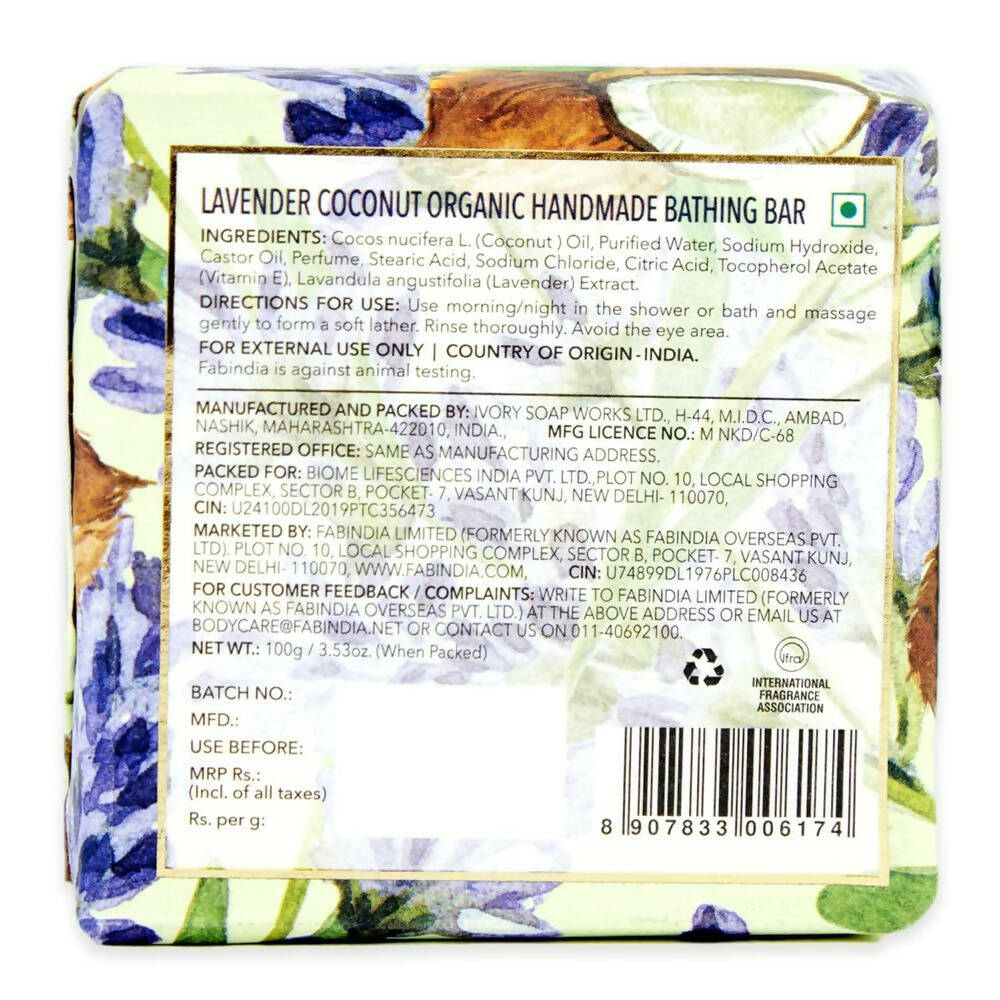 LAVENDER COCONUT ORGANIC HANDMADE BATHING BAR
INGREDIENTS: Cocos nucifera L. (Coconut ) Oil, Purified Water, Sodium Hydroxide,
Castor Oil, Perfume, Stearic Acid, Sodium Chloride, Citric Acid, Tocopherol Acetate
(Vitamin E), Lavandula angustifolia (Lavender) Extract.
DIRECTIONS FOR USE: Use morning/night in the shower or bath and massage
gently to form a soft lather. Rinse thoroughly. Avoid the eye area.
FOR EXTERNAL USE ONLY | COUNTRY OF ORIGIN - INDIA.
Fabindia is against animal testing.
MANUFACTURED AND PACKED BY: IVORY SOAP WORKS LTD., H-44, M.I.D.C., AMBAD,
NASHIK, MAHARASHTRA-422010, INDIA., MFG LICENCE NO.: M NKD/C-68
REGISTERED OFFICE: SAME AS MANUFACTURING ADDRESS.
PACKED FOR: BIOME LIFESCIENCES INDIA PVT. LTD.,PLOT NO. 10, LOCAL SHOPPING
COMPLEX, SECTOR B, POCKET- 7, VASANT KUNJ, NEW DELHI- 110070,
CIN: U24100DL2019PTC356473
MARKETED BY: FABINDIA LIMITED (FORMERLY KNOWN AS FABINDIA OVERSEAS PVT.
LTD). PLOT NO. 10, LOCAL SHOPPING COMPLEX, SECTOR B, POCKET- 7, VASANT KUNJ,
NEW DELHI- 110070, WWW.FABINDIA.COM, CIN: U74899DL1976PLC008436
FOR CUSTOMER FEEDBACK / COMPLAINTS: WRITE TO FABINDIA LIMITED (FORMERLY
KNOWN AS FABINDIA OVERSEAS PVT. LTD.) AT THE ABOVE ADDRESS OR EMAIL US AT
BODYCARE@FABINDIA.NET OR CONTACT US ON 011-40692100.
NET WT.: 100g / 3.53oz. (When Packed)
ifra
INTERNATIONAL
FRAGRANCE
ASSOCIATION
BATCH NO.:
MFD.:
USE BEFORE:
MRP Rs.:
(Incl. of all taxes)
Rs. per g:
8 907833 006174